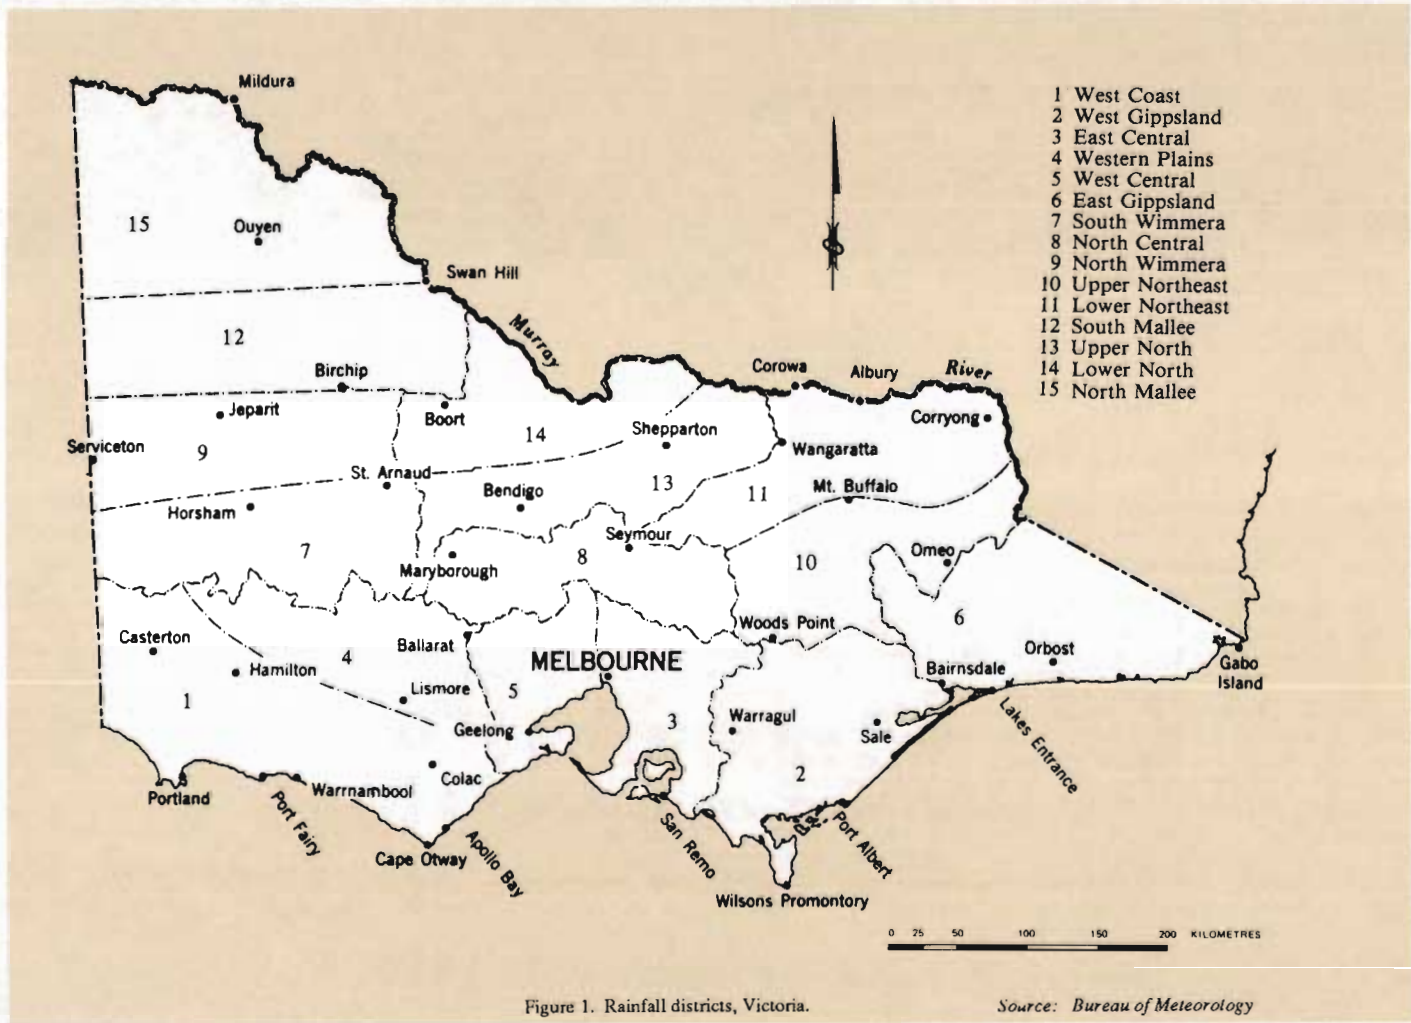 Mildura
1 West Coast
2 West Gippsland
3 East Central
4 Western Plains
5 West Central
6 East Gippsland
7 South Wimmera
8 North Central
9 North Wimmera
10 Upper Northeast
11 Lower Northeast
12 South Mallee
13 Upper North
14 Lower North
15 North Mallee
15
Ouyen
Swan Hill
Murray
River
12
Birchip
Corowa
Albury
Jeparit
Boort
14
Shepparton
Corryong
Serviceton
9
Wangaratta
St. Arnaud
Bendigo
13
11
Mt. Buffalo
Horsham
Seymour
7
Maryborough
8
10
Omeo
6
Casterton
Ballarat
Woods Point
Orbost
Gabo
Island
Hamilton
4
MELBOURNE
Bairnsdale
Lismore
5
1
Geelong
3
Warragul
Sale
Lakes Entrance
2
Colac
Portland
Port Fairy
Warrnambool
Cape Otway
Apollo Bay
San Remo
Port Albert
Wilsons Promontory
0 25 50 100 150 200 KILOMETRES
Figure 1. Rainfall districts, Victoria.
Source: Bureau of Meteorology